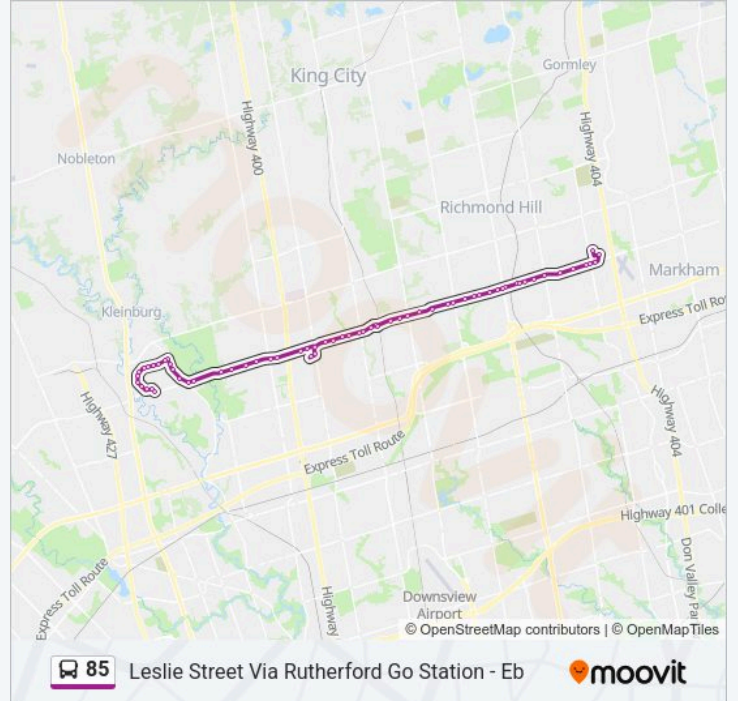 King City
Gormley
Highway 400
Highway 404
Nobleton
Richmond Hill
Markham
Kleinburg
Express Toll Ro
Highway 427
Highway 404
Express Toll Route
Highway 401 Colle
Express Toll Route
Highway
Don Valley Par
Downsview
Airport
© OpenStreetMap contributors | © OpenMapTiles
85 Leslie Street Via Rutherford Go Station - Eb moovit